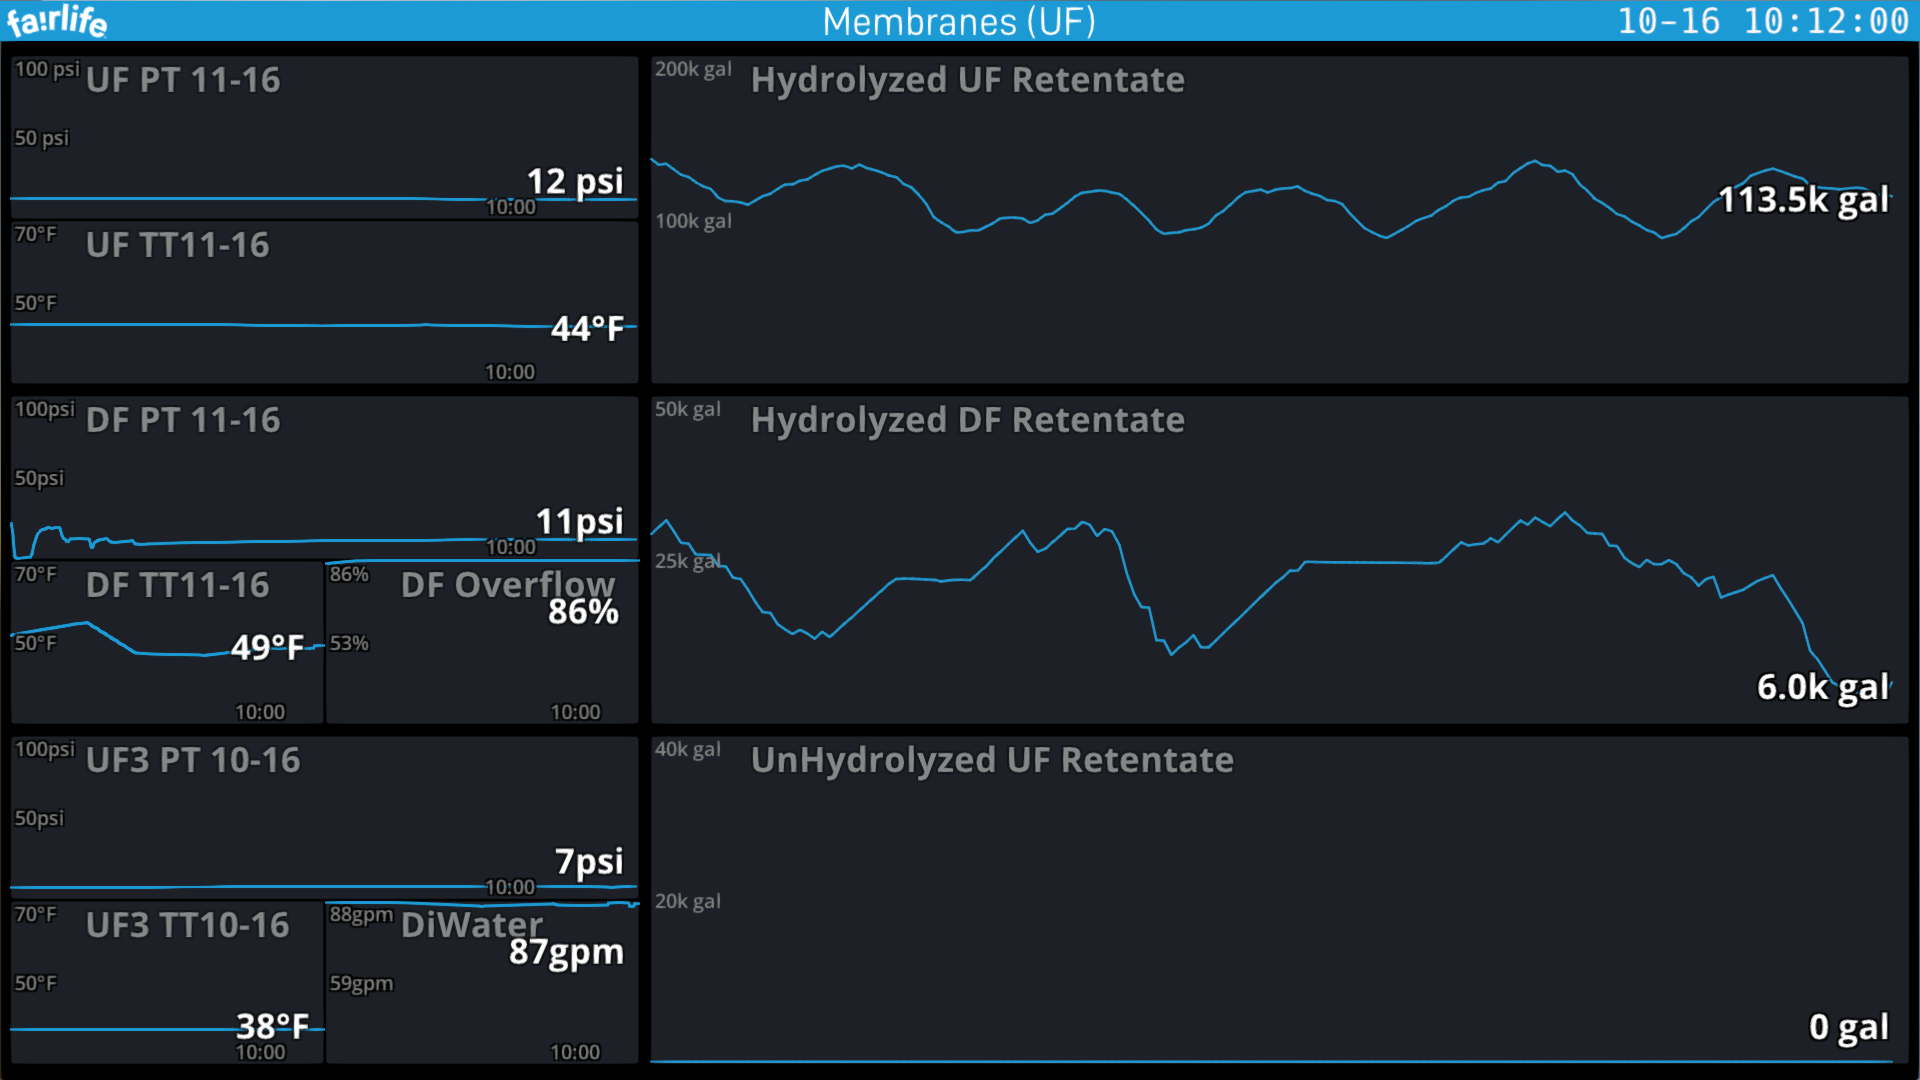 fa!rlife
Membranes (UF)
10-16 10:12:00
100 psi
UF PT 11-16
50 psi
12 psi
10:00
70°F
UF TT11-16
50°F
44°F
10:00
200k gal
Hydrolyzed UF Retentate
100k gal
113.5k gal
100psi
DF PT 11-16
50psi
11psi
10:00
70°F
DF TT11-16
50°F
49°F
10:00
86%
DF Overflow
86%
53%
10:00
50k gal
Hydrolyzed DF Retentate
25k gal
6.0k gal
100psi
UF3 PT 10-16
50psi
7psi
10:00
70°F
UF3 TT10-16
50°F
38°F
10:00
88gpm
DiWater
87gpm
59gpm
10:00
40k gal
UnHydrolyzed UF Retentate
20k gal
0 gal